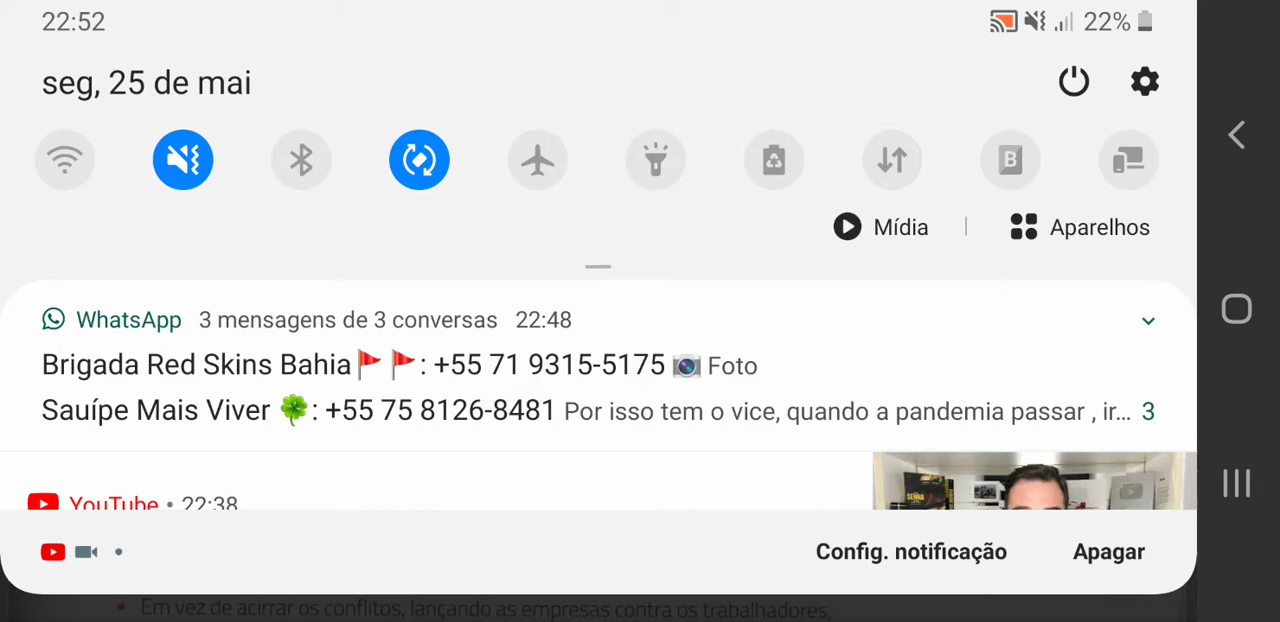 22:52
22%
seg, 25 de mai
B
Mídia
Aparelhos
WhatsApp 3 mensagens de 3 conversas 22:48
Brigada Red Skins Bahia🚩🚩: +55 71 9315-5175 📷 Foto
Sauípe Mais Viver 🍀: +55 75 8126-8481 Por isso tem o vice, quando a pandemia passar , ir... 3
YouTube • 22:38
SENHA
Config. notificação
Apagar
• Em vez de acirrar os conflitos, lançando as empresas contra os trabalhadores,